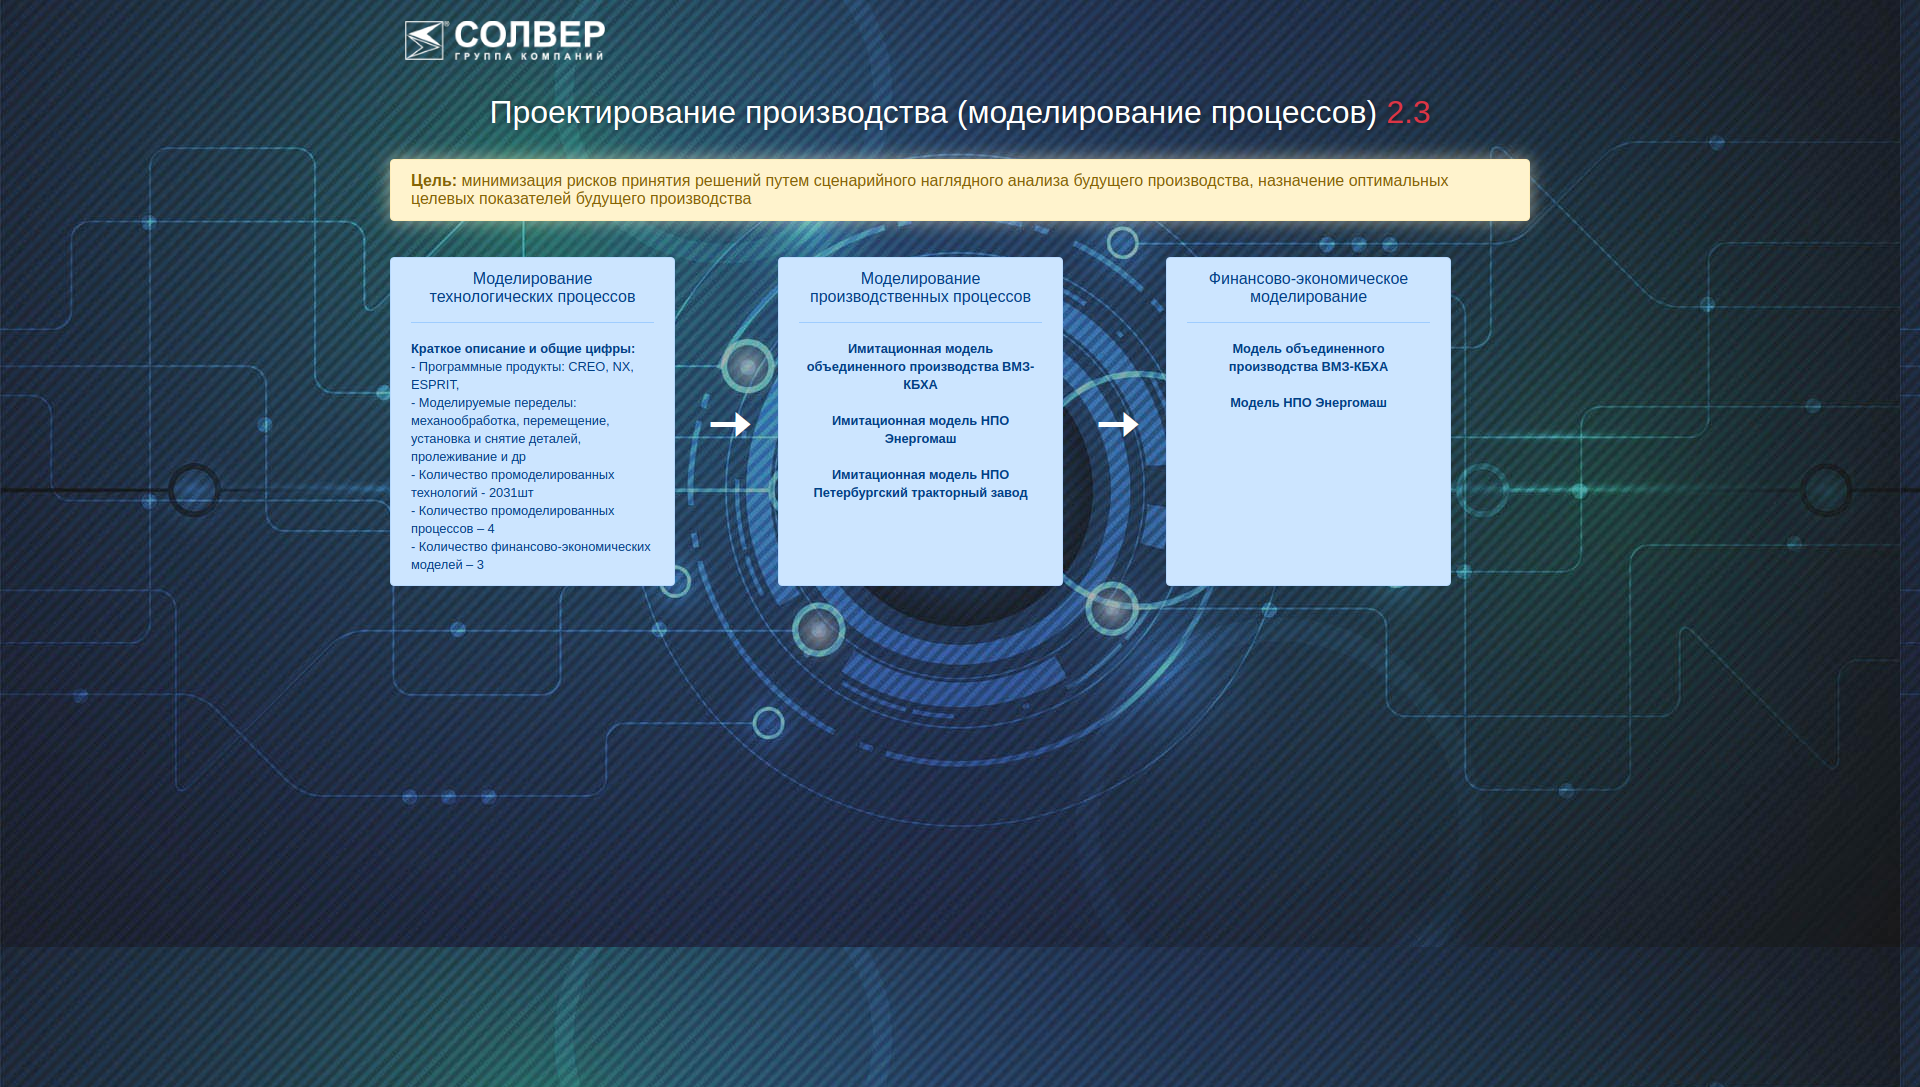 СОЛВЕР
ГРУППА КОМПАНИЙ
Проектирование производства (моделирование процессов) 2.3
Цель: минимизация рисков принятия решений путем сценарийного наглядного анализа будущего производства, назначение оптимальных
целевых показателей будущего производства
Моделирование
технологических процессов
Краткое описание и общие цифры:
- Программные продукты: CREO, NX,
ESPRIT,
- Моделируемые переделы:
механообработка, перемещение,
установка и снятие деталей,
пролеживание и др
- Количество промоделированных
технологий - 2031шт
- Количество промоделированных
процессов – 4
- Количество финансово-экономических
моделей – 3
Моделирование
производственных процессов
Имитационная модель
объединенного производства ВМЗ-
КБХА
Имитационная модель НПО
Энергомаш
Имитационная модель НПО
Петербургский тракторный завод
Финансово-экономическое
моделирование
Модель объединенного
производства ВМЗ-КБХА
Модель НПО Энергомаш